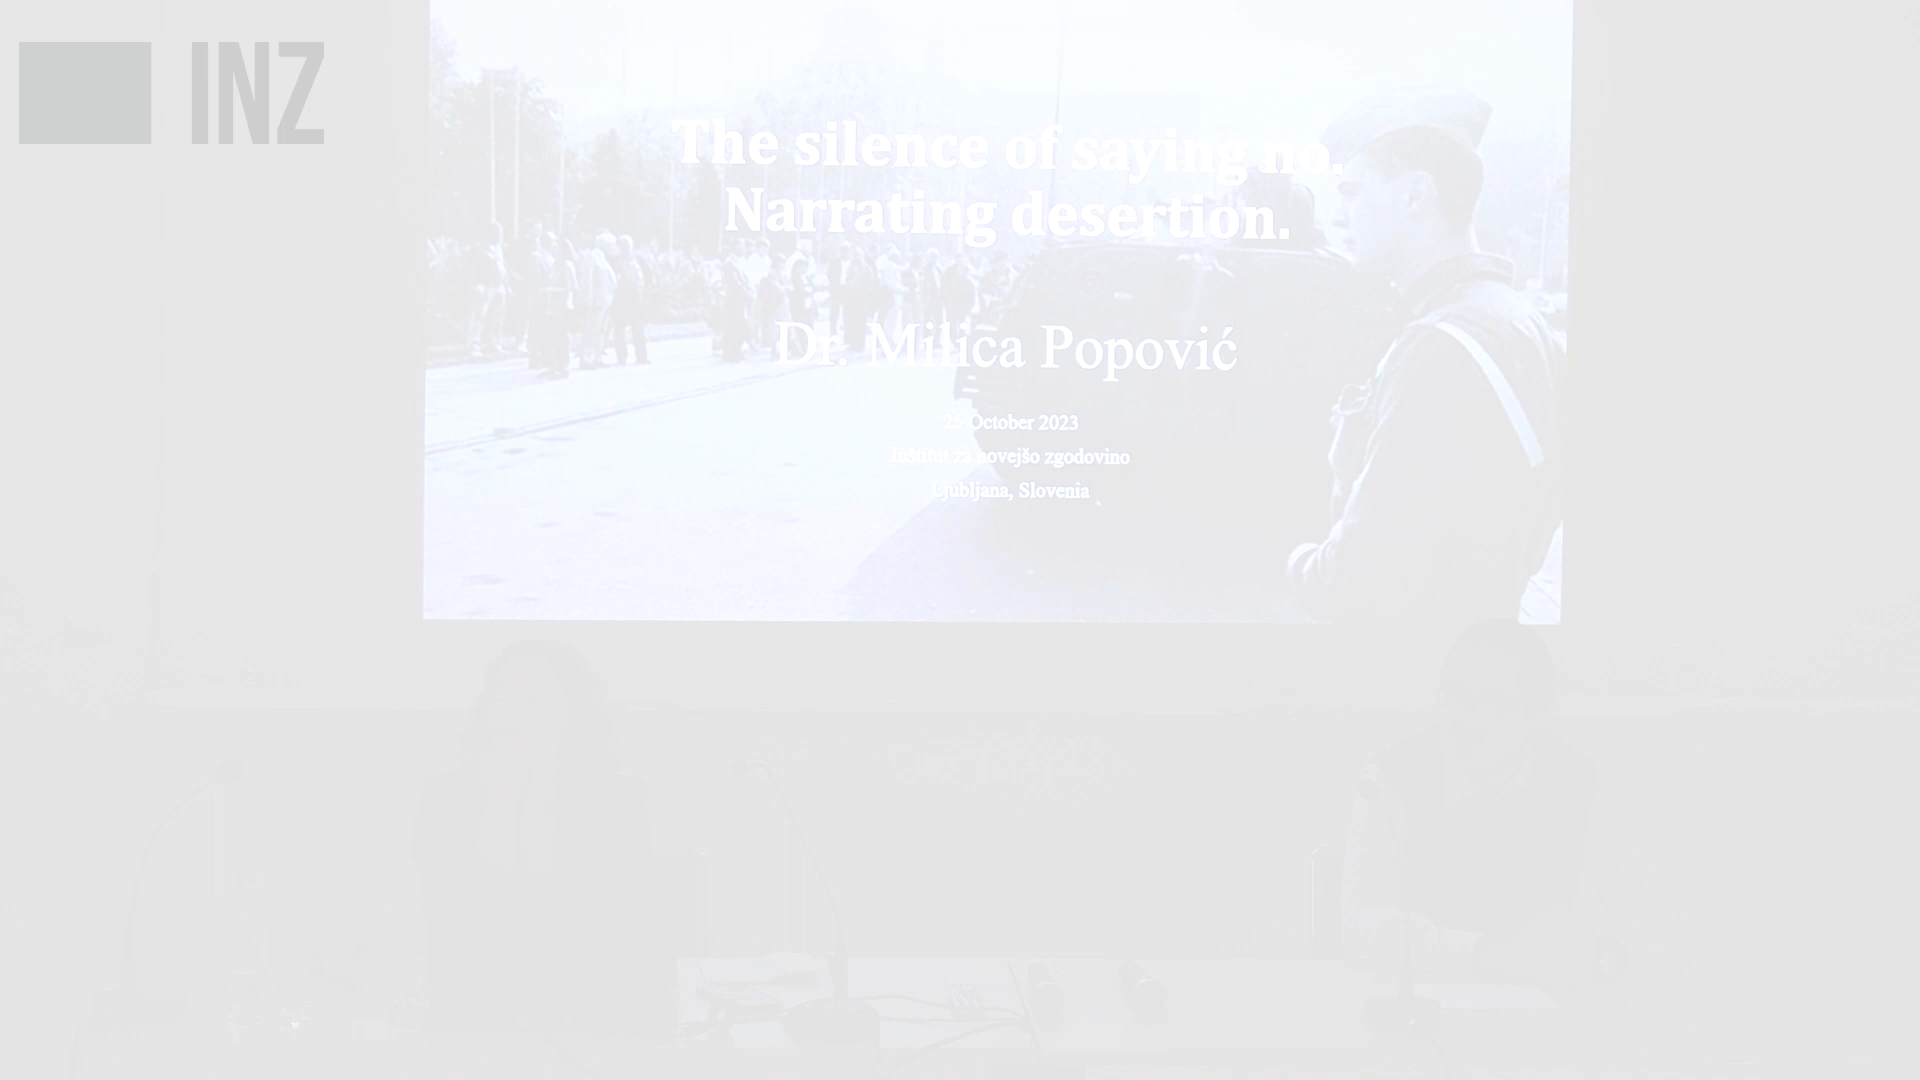 INZ
The silence of saying no.
Narrating desertion.
Dr. Milica Popović
25 October 2023
Inštitut za novejšo zgodovino
Ljubljana, Slovenia